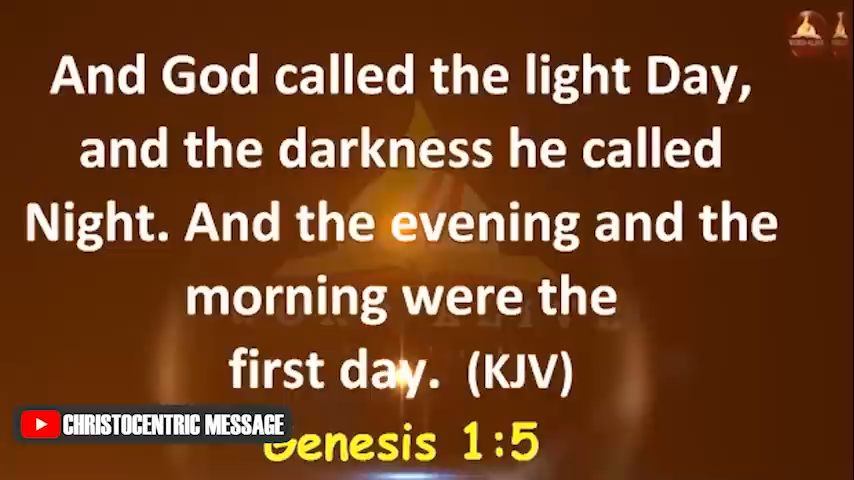 And God called the light Day,
and the darkness he called
Night. And the evening and the
morning were the
first day. (KJV)
CHRISTOCENTRIC MESSAGE
Genesis 1:5